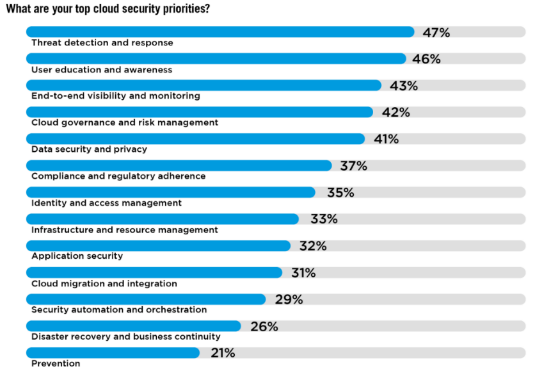 What are your top cloud security priorities?
47%
Threat detection and response
46%
User education and awareness
43%
End-to-end visibility and monitoring
42%
Cloud governance and risk management
41%
Data security and privacy
37%
Compliance and regulatory adherence
35%
Identity and access management
33%
Infrastructure and resource management
32%
Application security
31%
Cloud migration and integration
29%
Security automation and orchestration
26%
Disaster recovery and business continuity
21%
Prevention